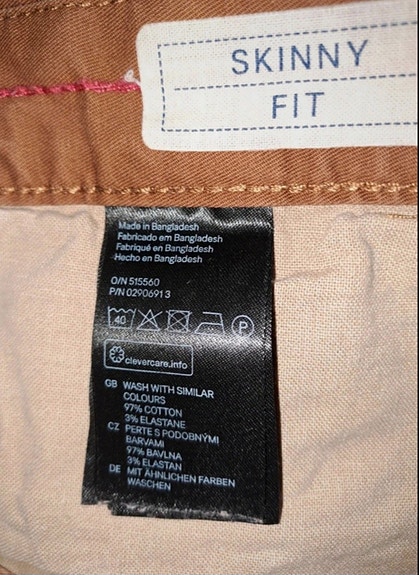 SKINNY
FIT
Made in Bangladesh
Fabricado em Bangladesh
Fabriqué en Bangladesh
Hecho en Bangladesh
O/N 515560
P/N 0290691 3
40
P
clevercare.info
GB WASH WITH SIMILAR
COLOURS
97% COTTON
3% ELASTANE
CZ PERTE S PODOBNÝMI
BARVAMI
97% BAVLNA
3% ELASTAN
DE MIT ÄHNLICHEN FARBEN
WASCHEN